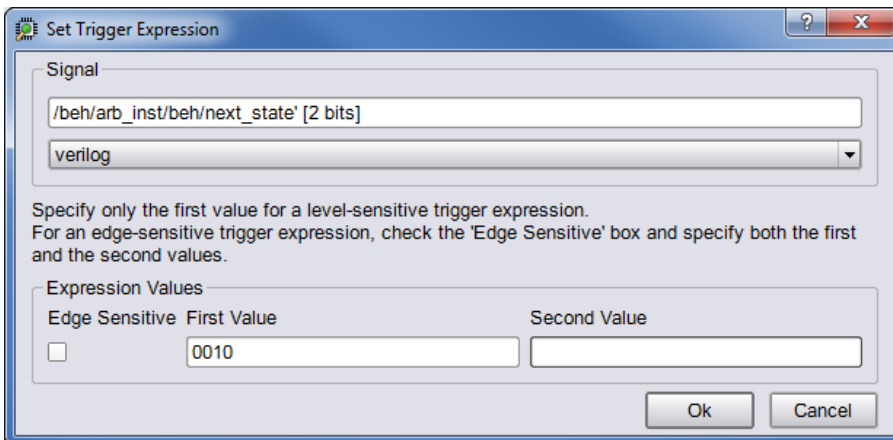 Set Trigger Expression
?
X
Signal
/beh/arb_inst/beh/next_state' [2 bits]
verilog
Specify only the first value for a level-sensitive trigger expression.
For an edge-sensitive trigger expression, check the 'Edge Sensitive' box and specify both the first
and the second values.
Expression Values
Edge Sensitive First Value Second Value
0010
Ok Cancel